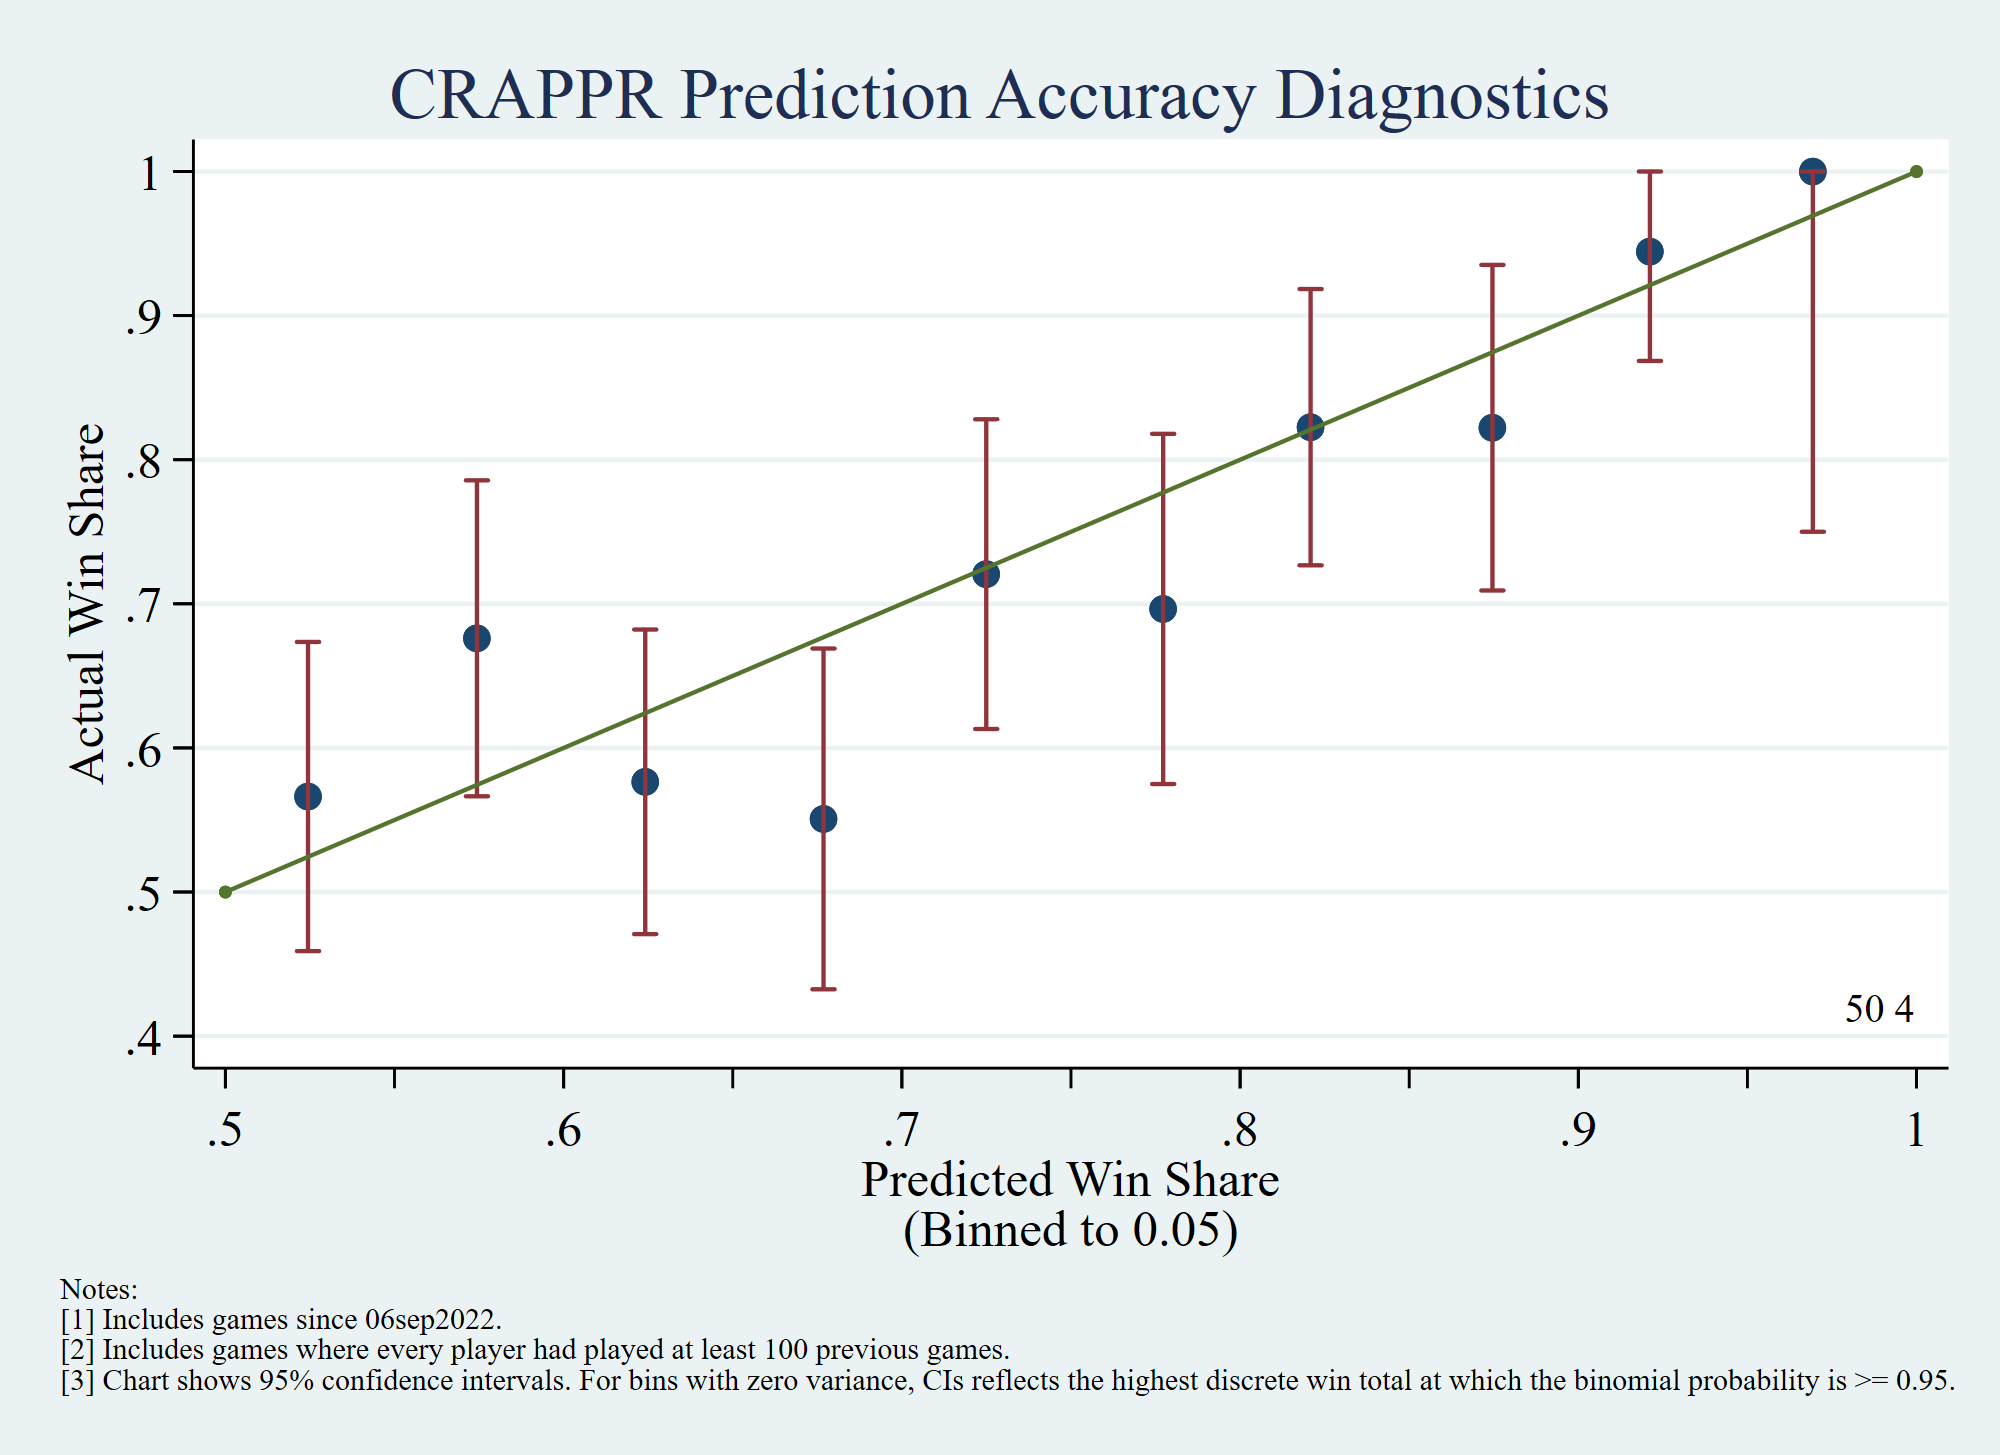 CRAPPR Prediction Accuracy Diagnostics
1
.9
.8
.7
.6
.5
.4
Actual Win Share
50 4
.5 .6 .7 .8 .9 1
Predicted Win Share
(Binned to 0.05)
Notes:
[1] Includes games since 06sep2022.
[2] Includes games where every player had played at least 100 previous games.
[3] Chart shows 95% confidence intervals. For bins with zero variance, CIs reflects the highest discrete win total at which the binomial probability is >= 0.95.